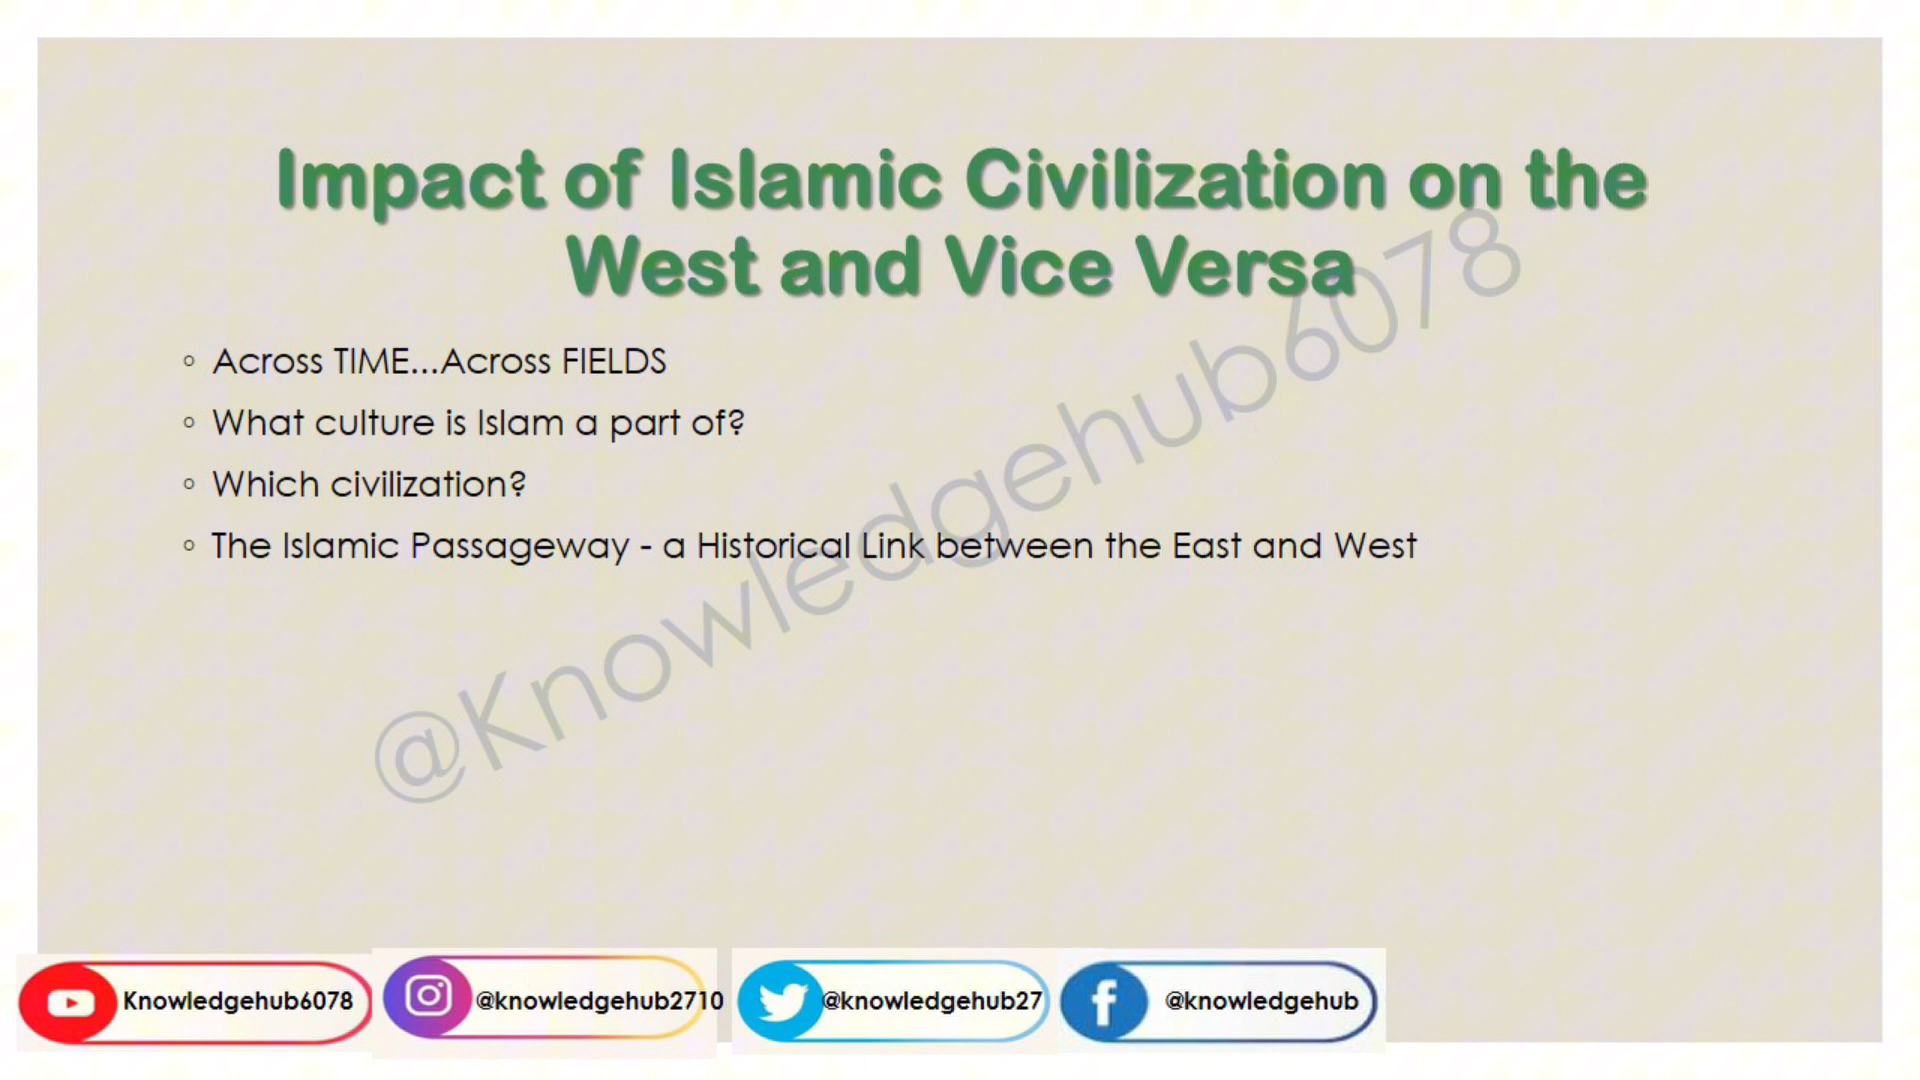 Impact of Islamic Civilization on the
West and Vice Versa
◦ Across TIME...Across FIELDS
◦ What culture is Islam a part of?
◦ Which civilization?
◦ The Islamic Passageway - a Historical Link between the East and West
@Knowledgehub6078
Knowledgehub6078
@knowledgehub2710
@knowledgehub27
@knowledgehub